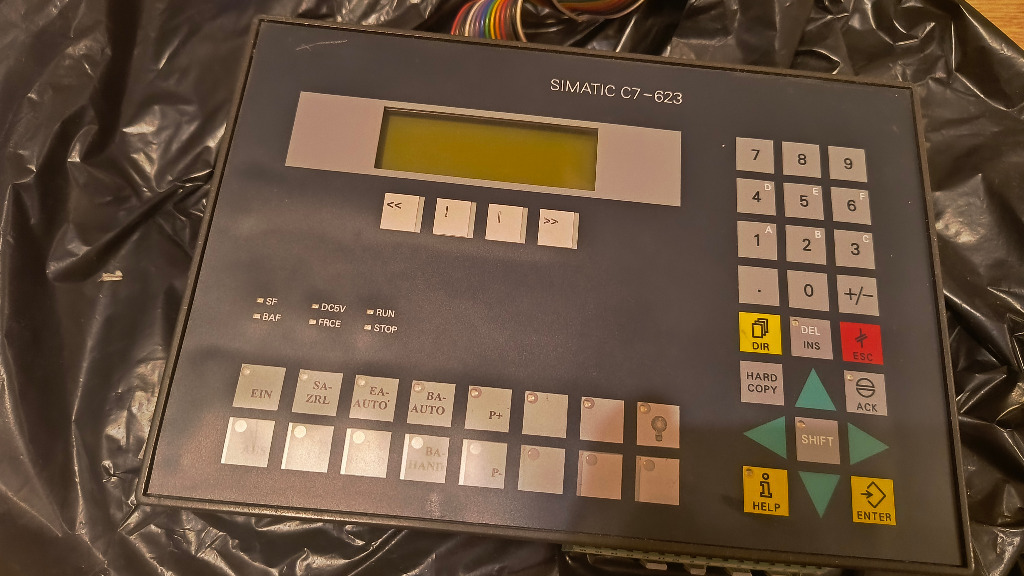 SIMATIC C7-623
7 8 9
<< >>
D E F
4 5 6
A B C
1 2 3
. 0 +/−
SF DC5V RUN
BAF FRCE STOP
DIR DEL INS ESC
HARD COPY ACK
EIN SA-ZRL EA-AUTO BA-AUTO P+
SHIFT
AUS BA-HAND P-
HELP ENTER